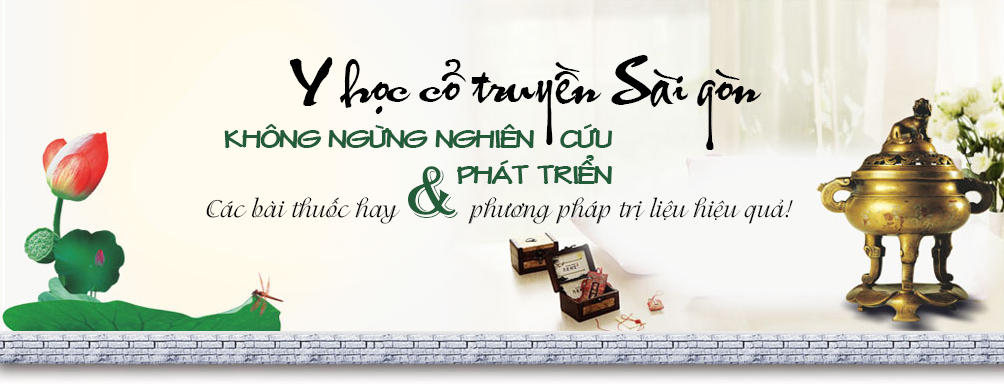 Y học cổ truyền Sài gòn
KHÔNG NGỪNG NGHIÊN CỨU
& PHÁT TRIỂN
Các bài thuốc hay & phương pháp trị liệu hiệu quả!